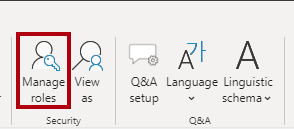 Manage
roles
View
as
Q&A
setup
Language
Linguistic
schema
Security
Q&A